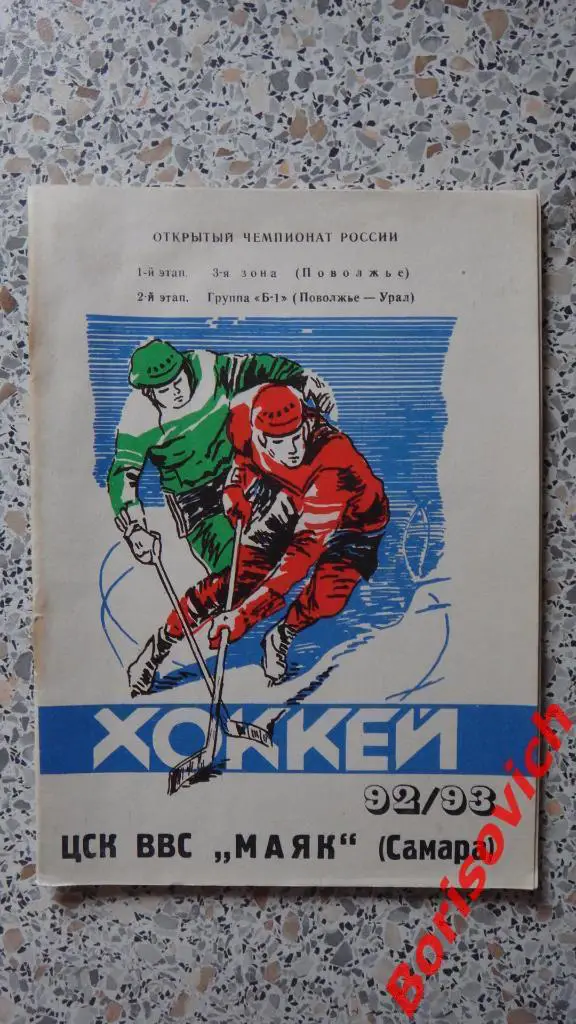 ОТКРЫТЫЙ ЧЕМПИОНАТ РОССИИ
1-й этап. 3-я зона (Поволжье)
2-й этап. Группа «Б-1» (Поволжье — Урал)
ХОККЕЙ
92/93
ЦСК ВВС „МАЯК“ (Самара)
Borisovich